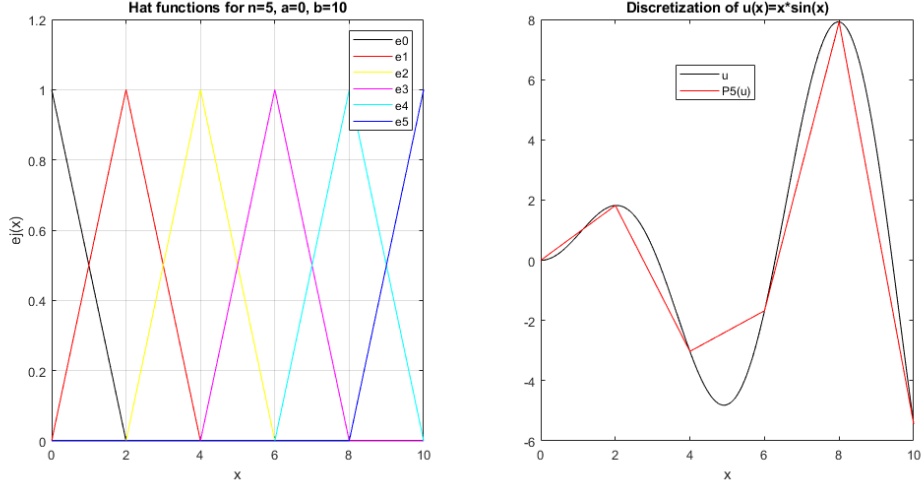 Hat functions for n=5, a=0, b=10
1.2
1
0.8
0.6
0.4
0.2
0
ej(x)
e0
e1
e2
e3
e4
e5
0 2 4 6 8 10
x
Discretization of u(x)=x*sin(x)
8
6
4
2
0
-2
-4
-6
u
P5(u)
0 2 4 6 8 10
x